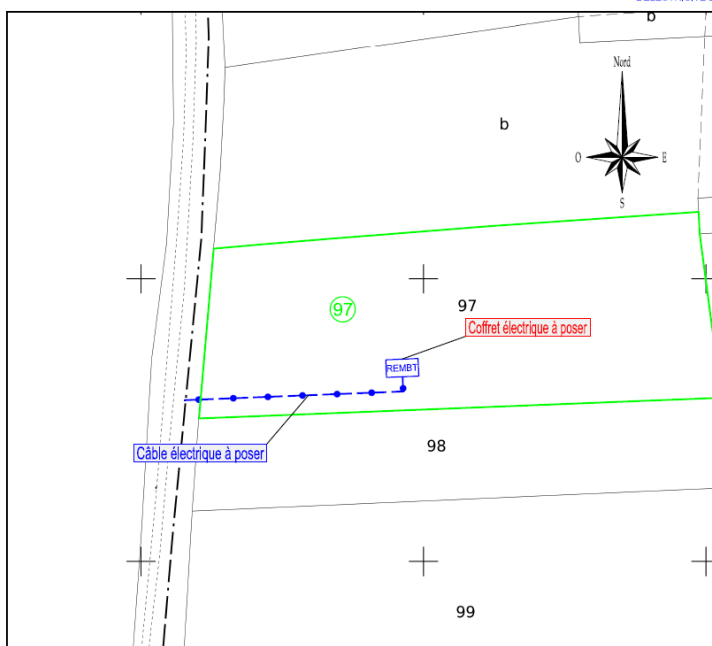 b
Nord
b
O
E
S
97
97
Coffret électrique à poser
REMBT
98
Câble électrique à poser
99